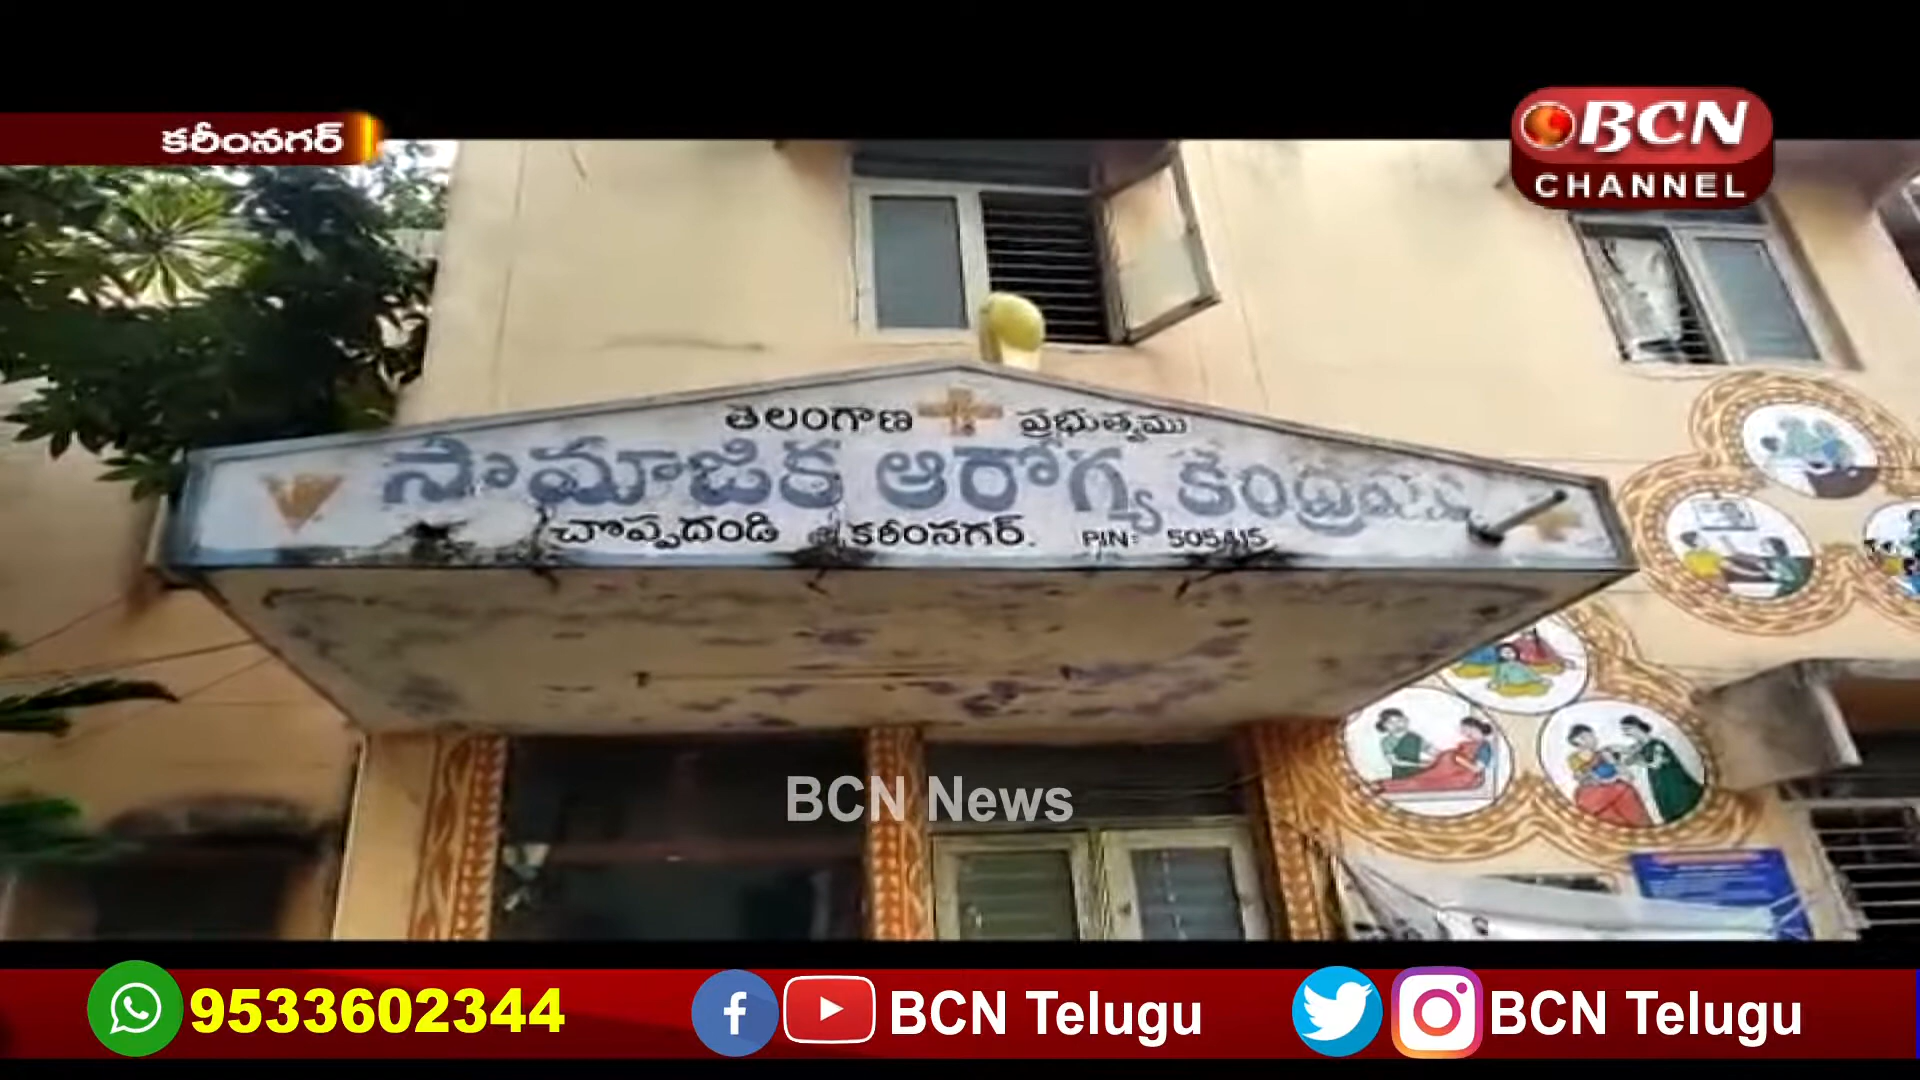 కరీంనగర్
BCN
CHANNEL
తెలంగాణ ప్రభుత్వము
సామాజిక ఆరోగ్య కేంద్రము
చొప్పదండి కరీంనగర్. PIN: 505415
BCN News
9533602344
BCN Telugu
BCN Telugu